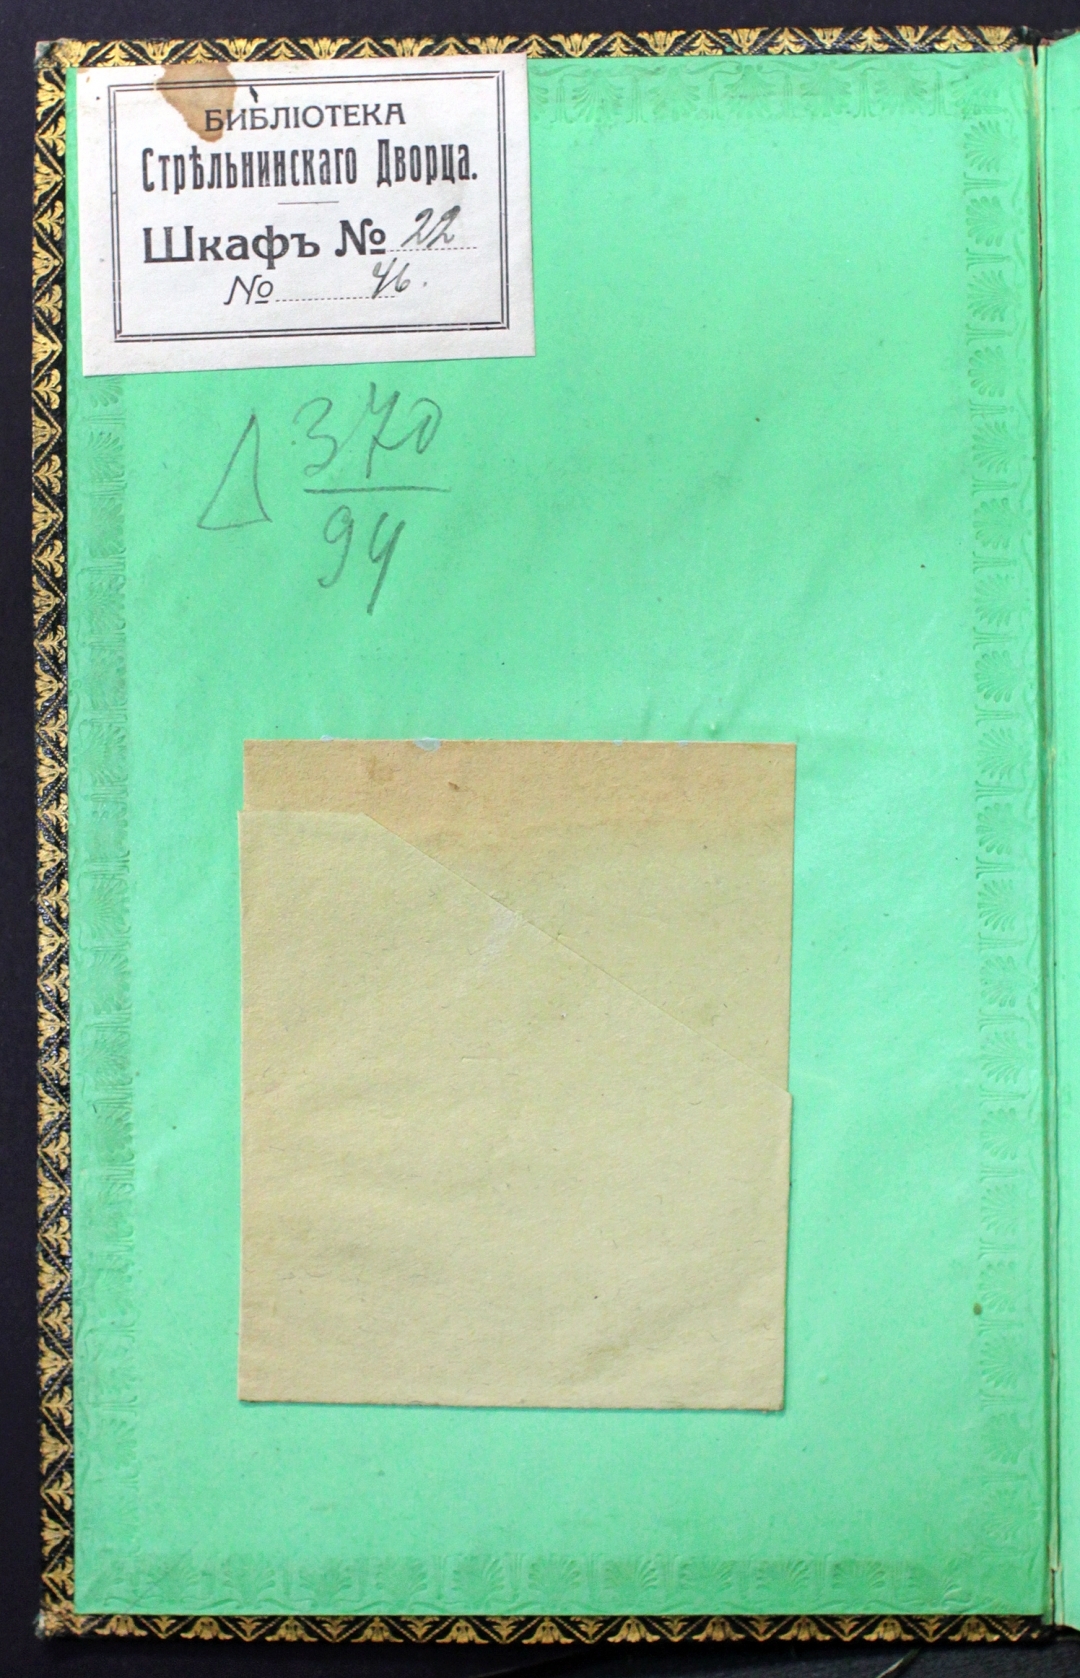 БИБЛІОТЕКА
Стрѣльнинскаго Дворца.
Шкафъ № 22
№ 46.
Δ 370
94